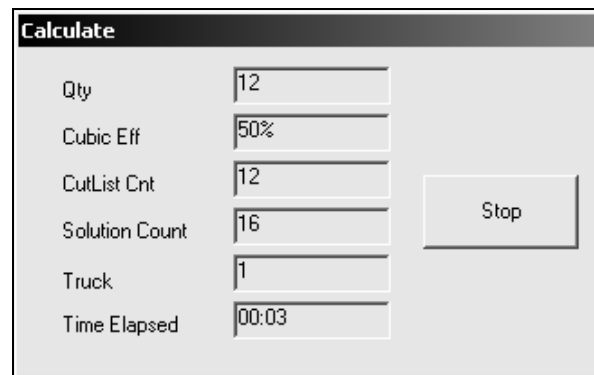 Calculate
Qty 12
Cubic Eff 50%
CutList Cnt 12
Solution Count 16
Stop
Truck 1
Time Elapsed 00:03